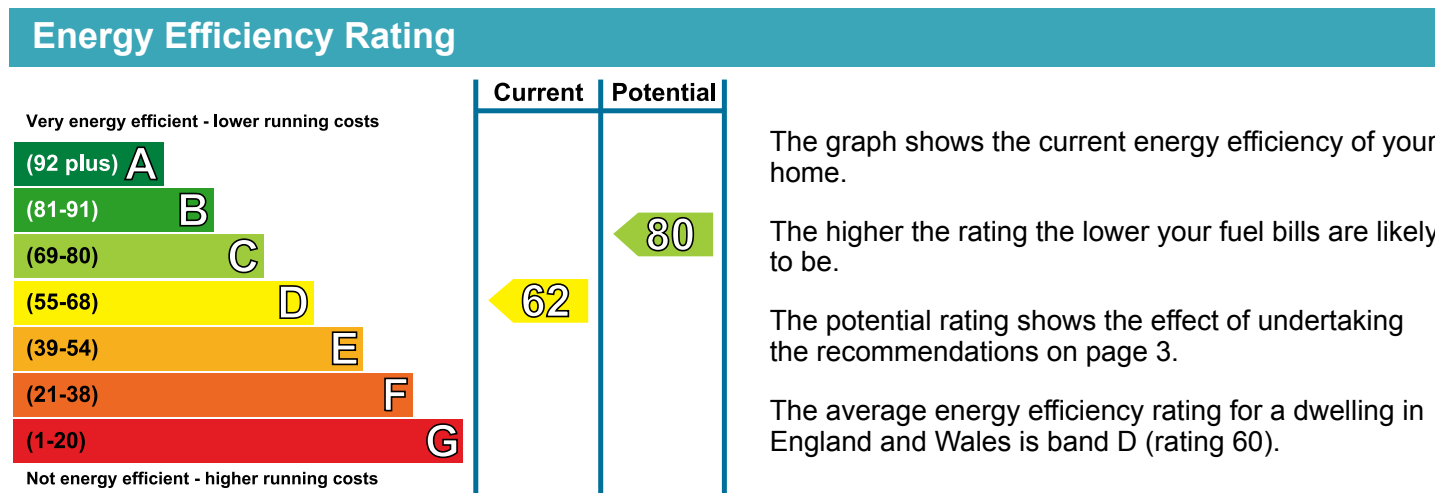 Energy Efficiency Rating
Current Potential
Very energy efficient - lower running costs
(92 plus) A
(81-91) B
(69-80) C
(55-68) D
(39-54) E
(21-38) F
(1-20) G
Not energy efficient - higher running costs
62
80
The graph shows the current energy efficiency of your
home.
The higher the rating the lower your fuel bills are likely
to be.
The potential rating shows the effect of undertaking
the recommendations on page 3.
The average energy efficiency rating for a dwelling in
England and Wales is band D (rating 60).